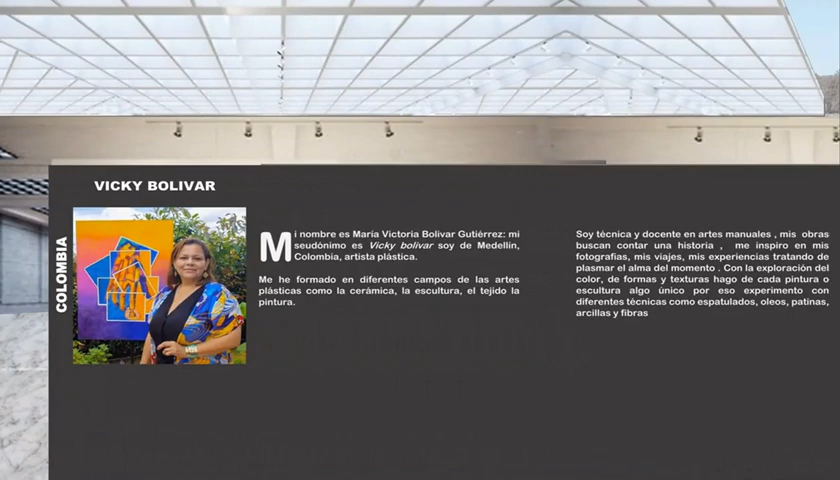 VICKY BOLIVAR
COLOMBIA
Mi nombre es María Victoria Bolivar Gutiérrez: mi
seudónimo es Vicky bolivar soy de Medellín,
Colombia, artista plástica.
Me he formado en diferentes campos de las artes
plásticas como la cerámica, la escultura, el tejido la
pintura.
Soy técnica y docente en artes manuales , mis obras
buscan contar una historia , me inspiro en mis
fotografías, mis viajes, mis experiencias tratando de
plasmar el alma del momento . Con la exploración del
color, de formas y texturas hago de cada pintura o
escultura algo único por eso experimento con
diferentes técnicas como espatulados, oleos, patinas,
arcillas y fibras